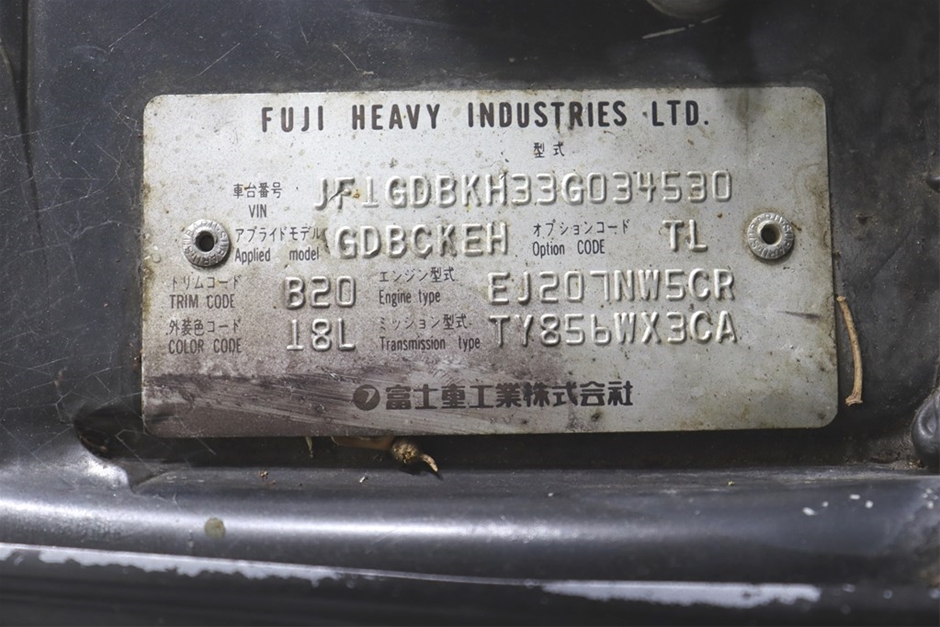 FUJI HEAVY INDUSTRIES LTD.
型式
車台番号 VIN JF1GDBKH33G034530
アプライドモデル Applied model GDBCKEH オプションコード Option CODE TL
トリムコード TRIM CODE B20 エンジン型式 Engine type EJ207NW5CR
外装色コード COLOR CODE 18L ミッション型式 Transmission type TY856WX3CA
富士重工業株式会社